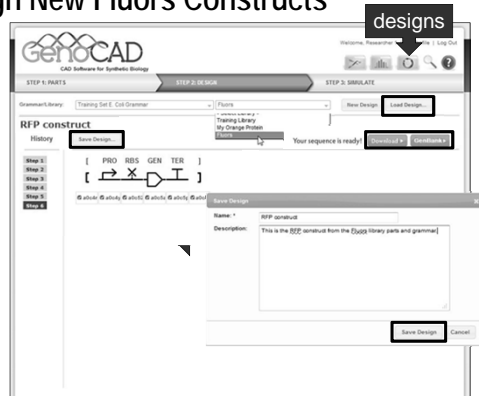 gn New Fluors Constructs
designs
GenoCAD
CAD Software for Synthetic Biology
Welcome, Researcher
Log Out
STEP 1: PARTS
STEP 2: DESIGN
STEP 3: SIMULATE
Grammar/Library:
Training Set E. Coli Grammar
Fluors
New Design
Load Design...
Training Library
My Orange Protein
Fluors
RFP construct
History
Save Design...
Your sequence is ready!
Download
GenBank
Step 1
Step 2
Step 3
Step 4
Step 5
Step 6
[ PRO RBS GEN TER ]
[ ]
Save Design
Name: *
RFP construct
Description:
This is the RFP construct from the Fluors library parts and grammar.
Save Design
Cancel